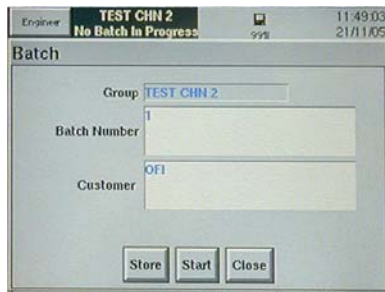 Engineer
TEST CHN 2
No Batch In Progress
99%
11:49:03
21/11/05
Batch
Group TEST CHN 2
Batch Number 1
Customer OFI
Store Start Close